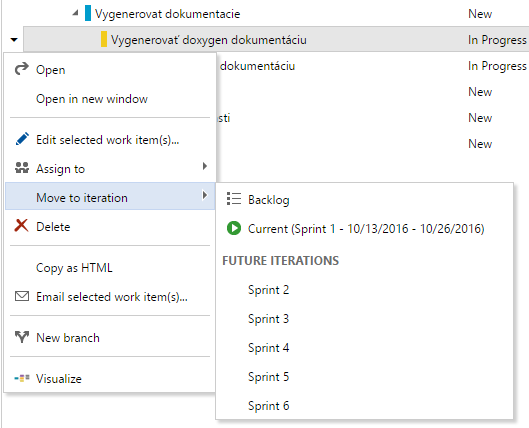 Vygenerovat dokumentacie New
Vygenerovať doxygen dokumentáciu In Progress
dokumentáciu In Progress
New
sti New
New
Open
Open in new window
Edit selected work item(s)...
Assign to
Move to iteration
Delete
Copy as HTML
Email selected work item(s)...
New branch
Visualize
Backlog
Current (Sprint 1 - 10/13/2016 - 10/26/2016)
FUTURE ITERATIONS
Sprint 2
Sprint 3
Sprint 4
Sprint 5
Sprint 6